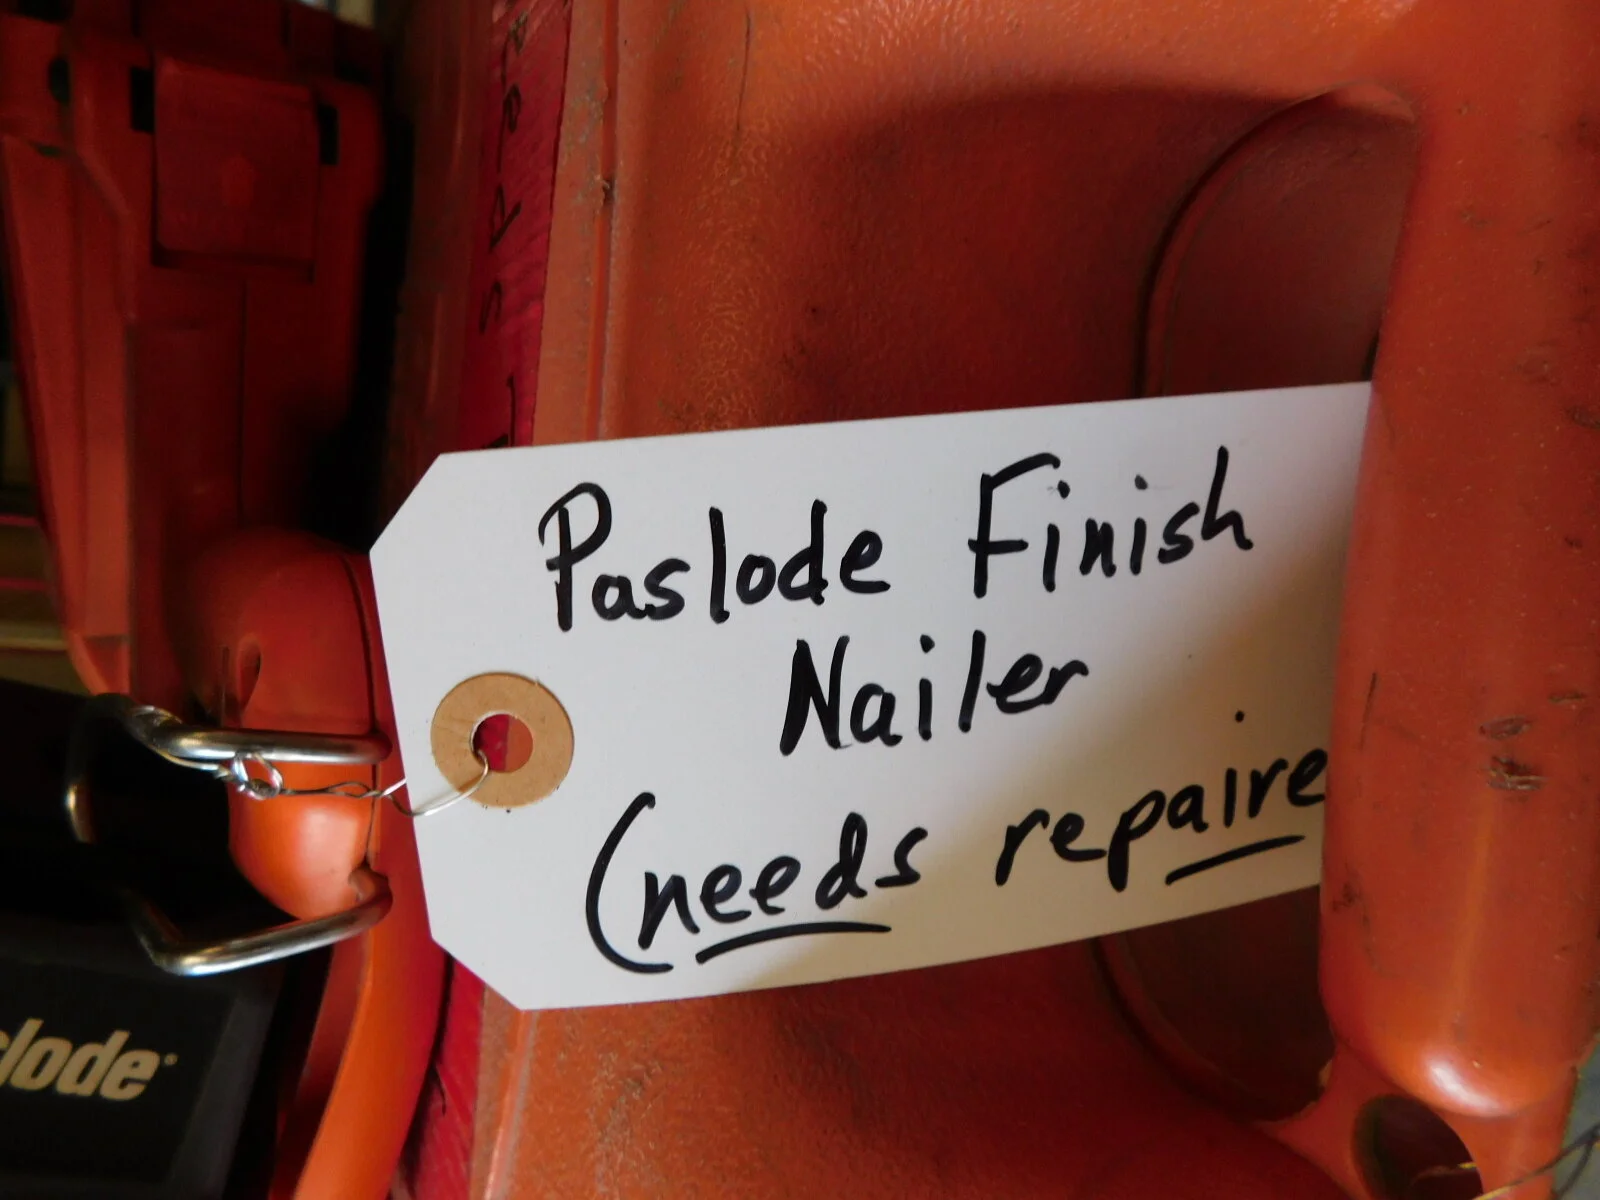 Paslode Finish
Nailer
(needs repaire
slode